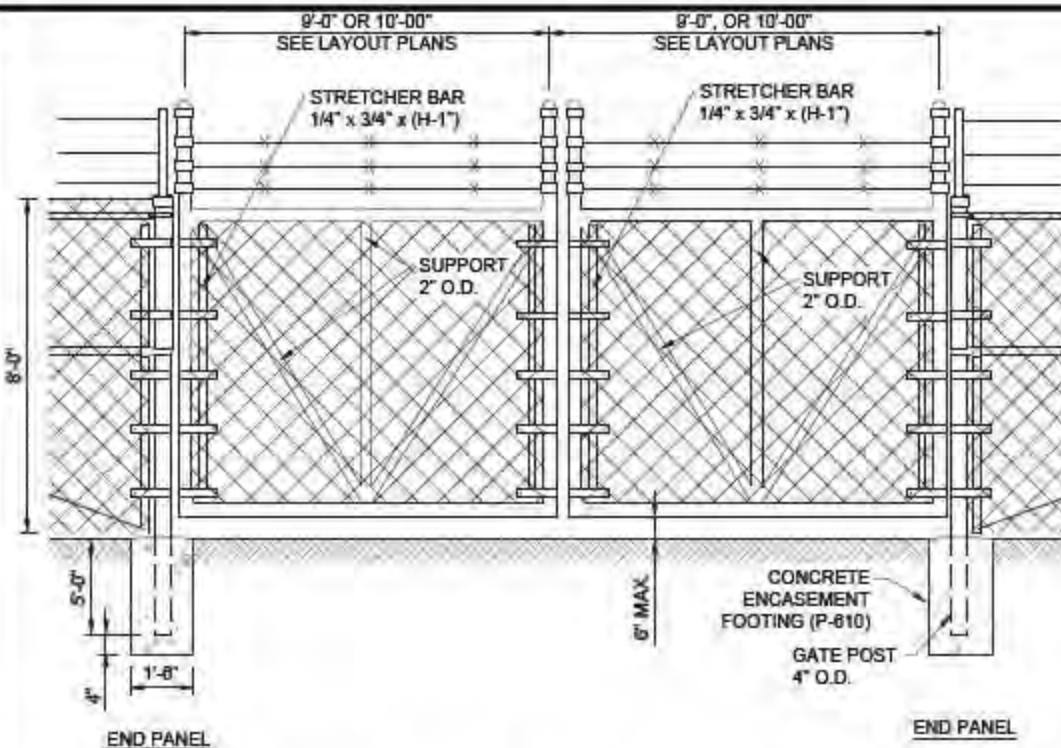 9'-0" OR 10'-00"
SEE LAYOUT PLANS
9'-0", OR 10'-00"
SEE LAYOUT PLANS
STRETCHER BAR
1/4" x 3/4" x (H-1")
STRETCHER BAR
1/4" x 3/4" x (H-1")
SUPPORT
2" O.D.
SUPPORT
2" O.D.
8'-0"
5'-0"
4"
1'-6"
6" MAX.
CONCRETE
ENCASEMENT
FOOTING (P-610)
GATE POST
4" O.D.
END PANEL
END PANEL